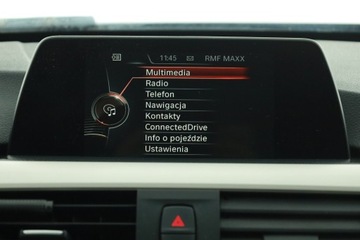 11:45 RMF MAXX
Multimedia
Radio
Telefon
Nawigacja
Kontakty
ConnectedDrive
Info o pojeździe
Ustawienia